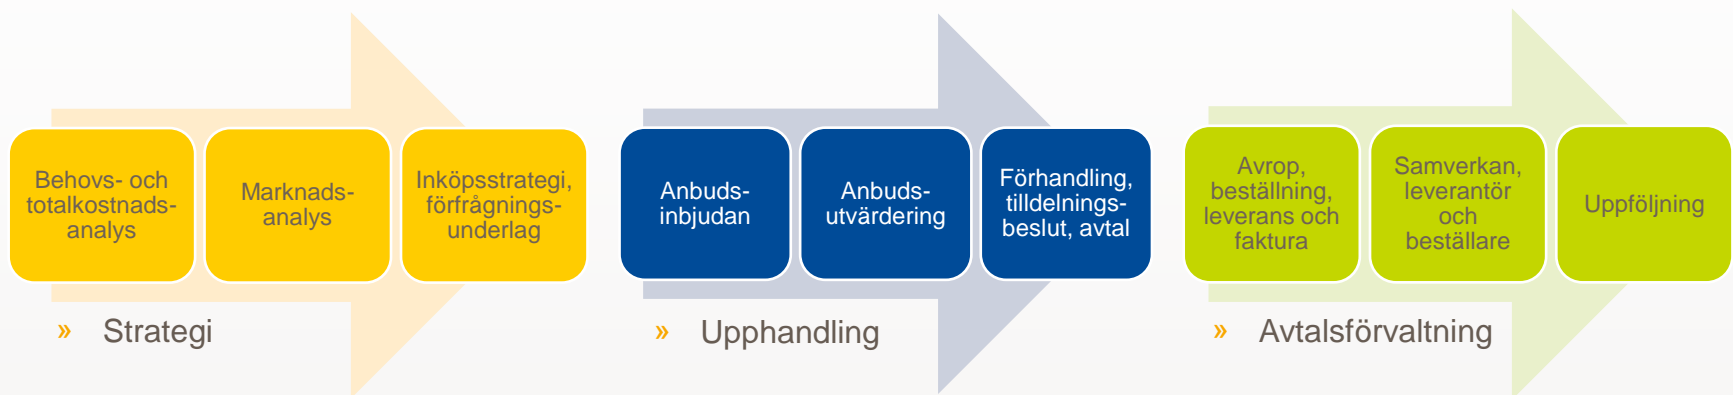 Behovs- och
totalkostnads-
analys
Marknads-
analys
Inköpsstrategi,
förfrågnings-
underlag
» Strategi
Anbuds-
inbjudan
Anbuds-
utvärdering
Förhandling,
tilldelnings-
beslut, avtal
» Upphandling
Avrop,
beställning,
leverans och
faktura
Samverkan,
leverantör
och
beställare
Uppföljning
» Avtalsförvaltning